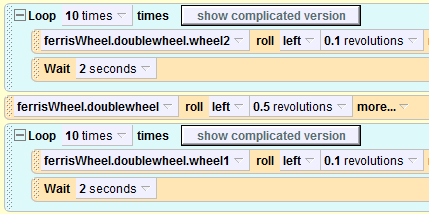 Loop 10 times times show complicated version
ferrisWheel.doublewheel.wheel2 roll left 0.1 revolutions
Wait 2 seconds
ferrisWheel.doublewheel roll left 0.5 revolutions more...
Loop 10 times times show complicated version
ferrisWheel.doublewheel.wheel1 roll left 0.1 revolutions
Wait 2 seconds